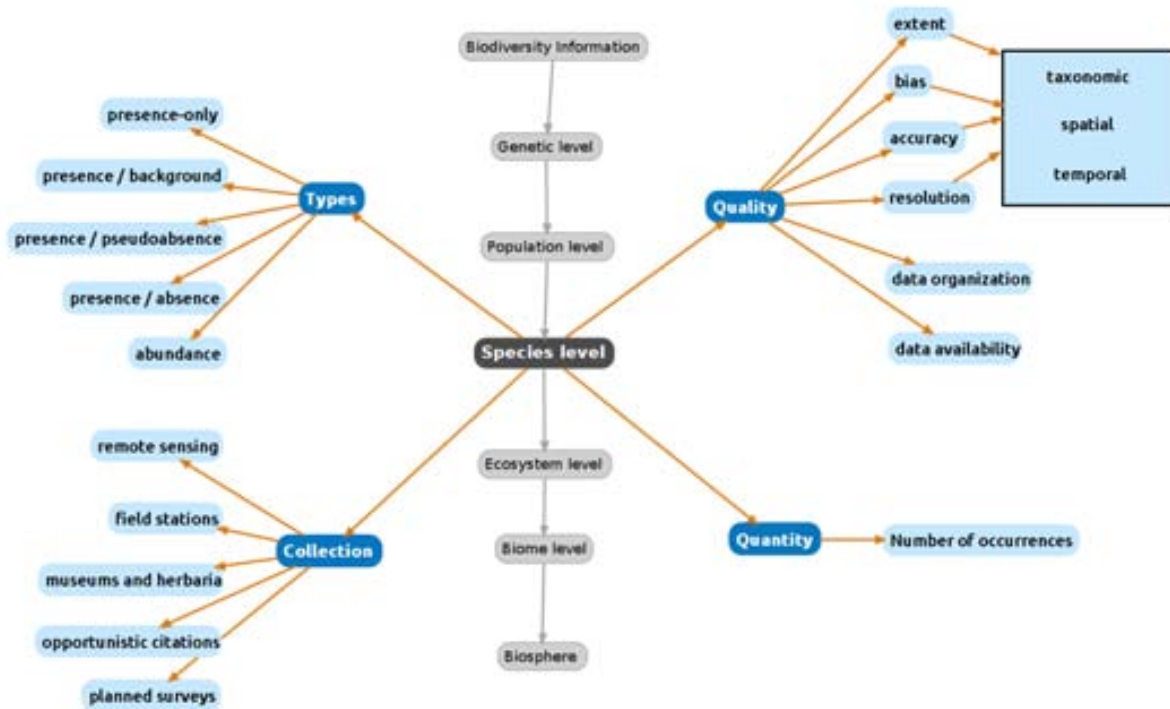 Biodiversity Information
Genetic level
Population level
Species level
Ecosystem level
Biome level
Biosphere
Types
presence-only
presence / background
presence / pseudoabsence
presence / absence
abundance
Quality
extent
bias
accuracy
resolution
data organization
data availability
taxonomic
spatial
temporal
Collection
remote sensing
field stations
museums and herbaria
opportunistic citations
planned surveys
Quantity
Number of occurrences